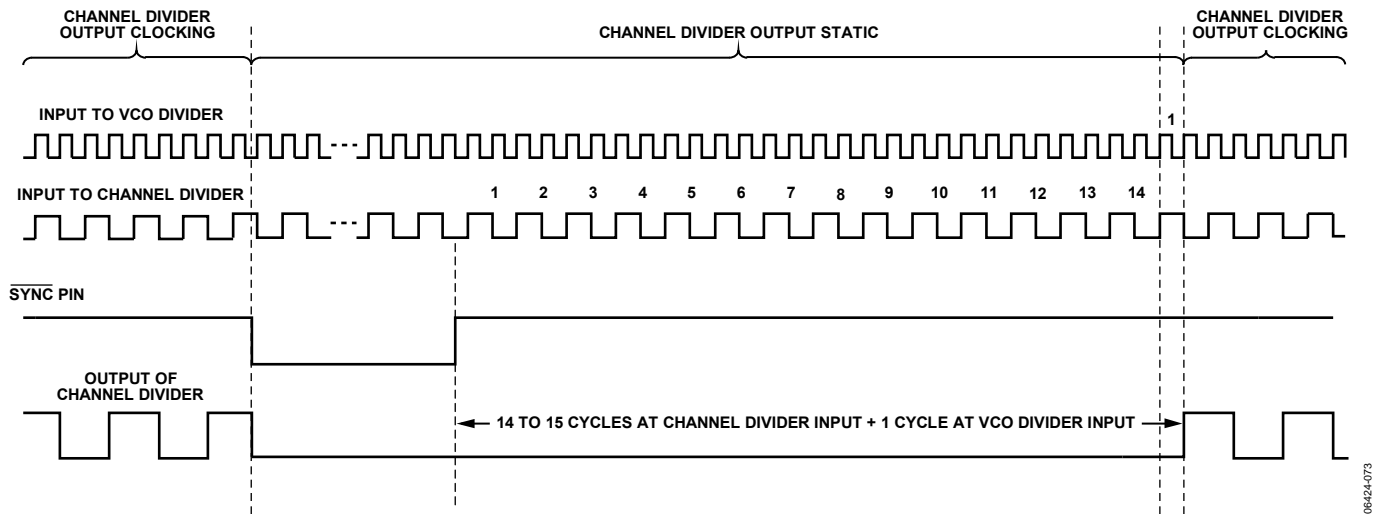 CHANNEL DIVIDER
OUTPUT CLOCKING
CHANNEL DIVIDER OUTPUT STATIC
CHANNEL DIVIDER
OUTPUT CLOCKING
INPUT TO VCO DIVIDER
1
INPUT TO CHANNEL DIVIDER
1 2 3 4 5 6 7 8 9 10 11 12 13 14
SYNC PIN
OUTPUT OF
CHANNEL DIVIDER
14 TO 15 CYCLES AT CHANNEL DIVIDER INPUT + 1 CYCLE AT VCO DIVIDER INPUT
06424-073